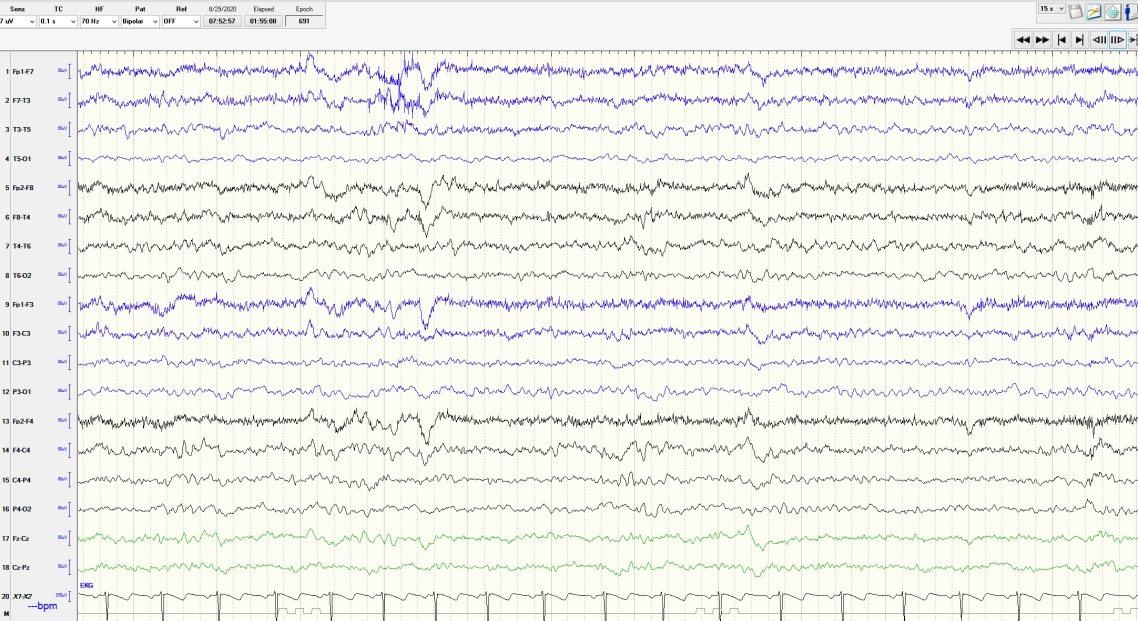 Sens TC HF Pat Ref 8/29/2020 Elapsed Epoch
7 uV 0.1 s 70 Hz Bipolar OFF 07:52:57 01:55:08 691
15 s
1 Fp1-F7
2 F7-T3
3 T3-T5
4 T5-O1
5 Fp2-F8
6 F8-T4
7 T4-T6
8 T6-O2
9 Fp1-F3
10 F3-C3
11 C3-P3
12 P3-O1
13 Fp2-F4
14 F4-C4
15 C4-P4
16 P4-O2
17 Fz-Cz
18 Cz-Pz
EKG
20 X1-X2
---bpm
M